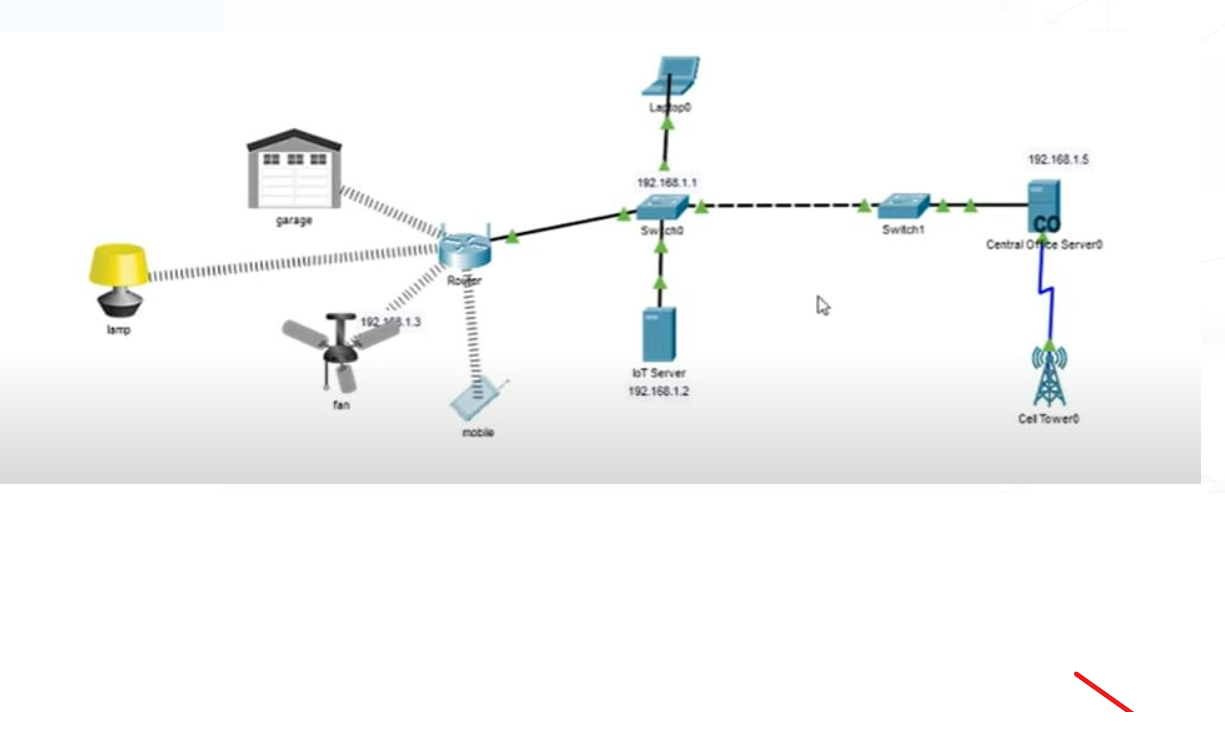 Laptop0
192.168.1.5
192.168.1.1
garage
Switch0
Switch1
CO
Central Office Server0
Router
lamp
192.168.1.3
IoT Server
192.168.1.2
fan
mobile
Cell Tower0